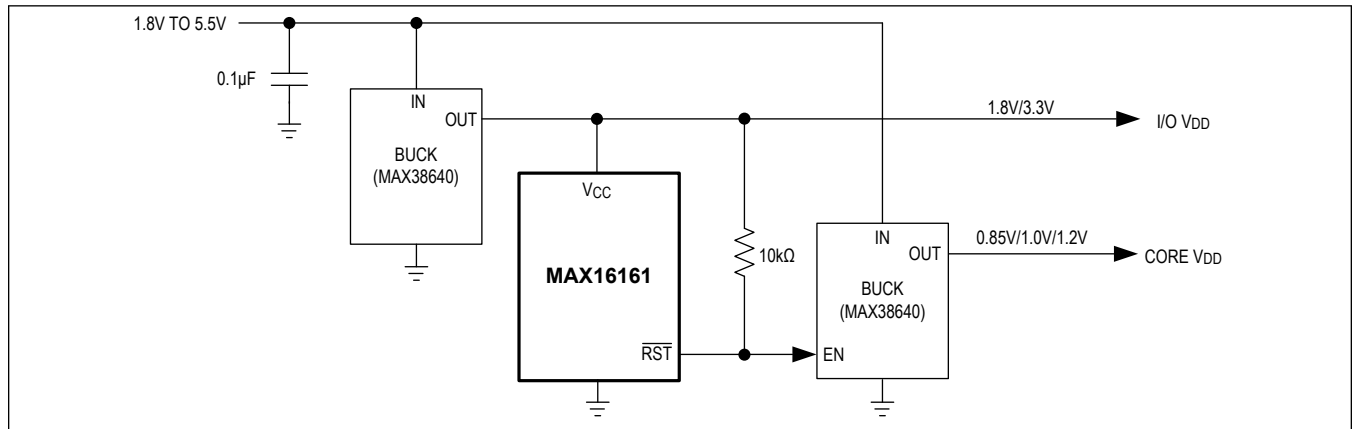 1.8V TO 5.5V
0.1µF
IN
OUT
BUCK
(MAX38640)
1.8V/3.3V
I/O VDD
VCC
MAX16161
RST
10kΩ
IN
OUT
BUCK
(MAX38640)
EN
0.85V/1.0V/1.2V
CORE VDD